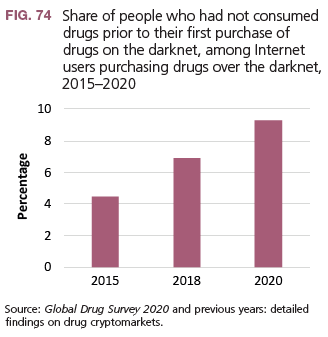 FIG. 74 Share of people who had not consumed
drugs prior to their first purchase of
drugs on the darknet, among Internet
users purchasing drugs over the darknet,
2015–2020
10
8
6
4
2
0
Percentage
2015 2018 2020
Source: Global Drug Survey 2020 and previous years: detailed
findings on drug cryptomarkets.